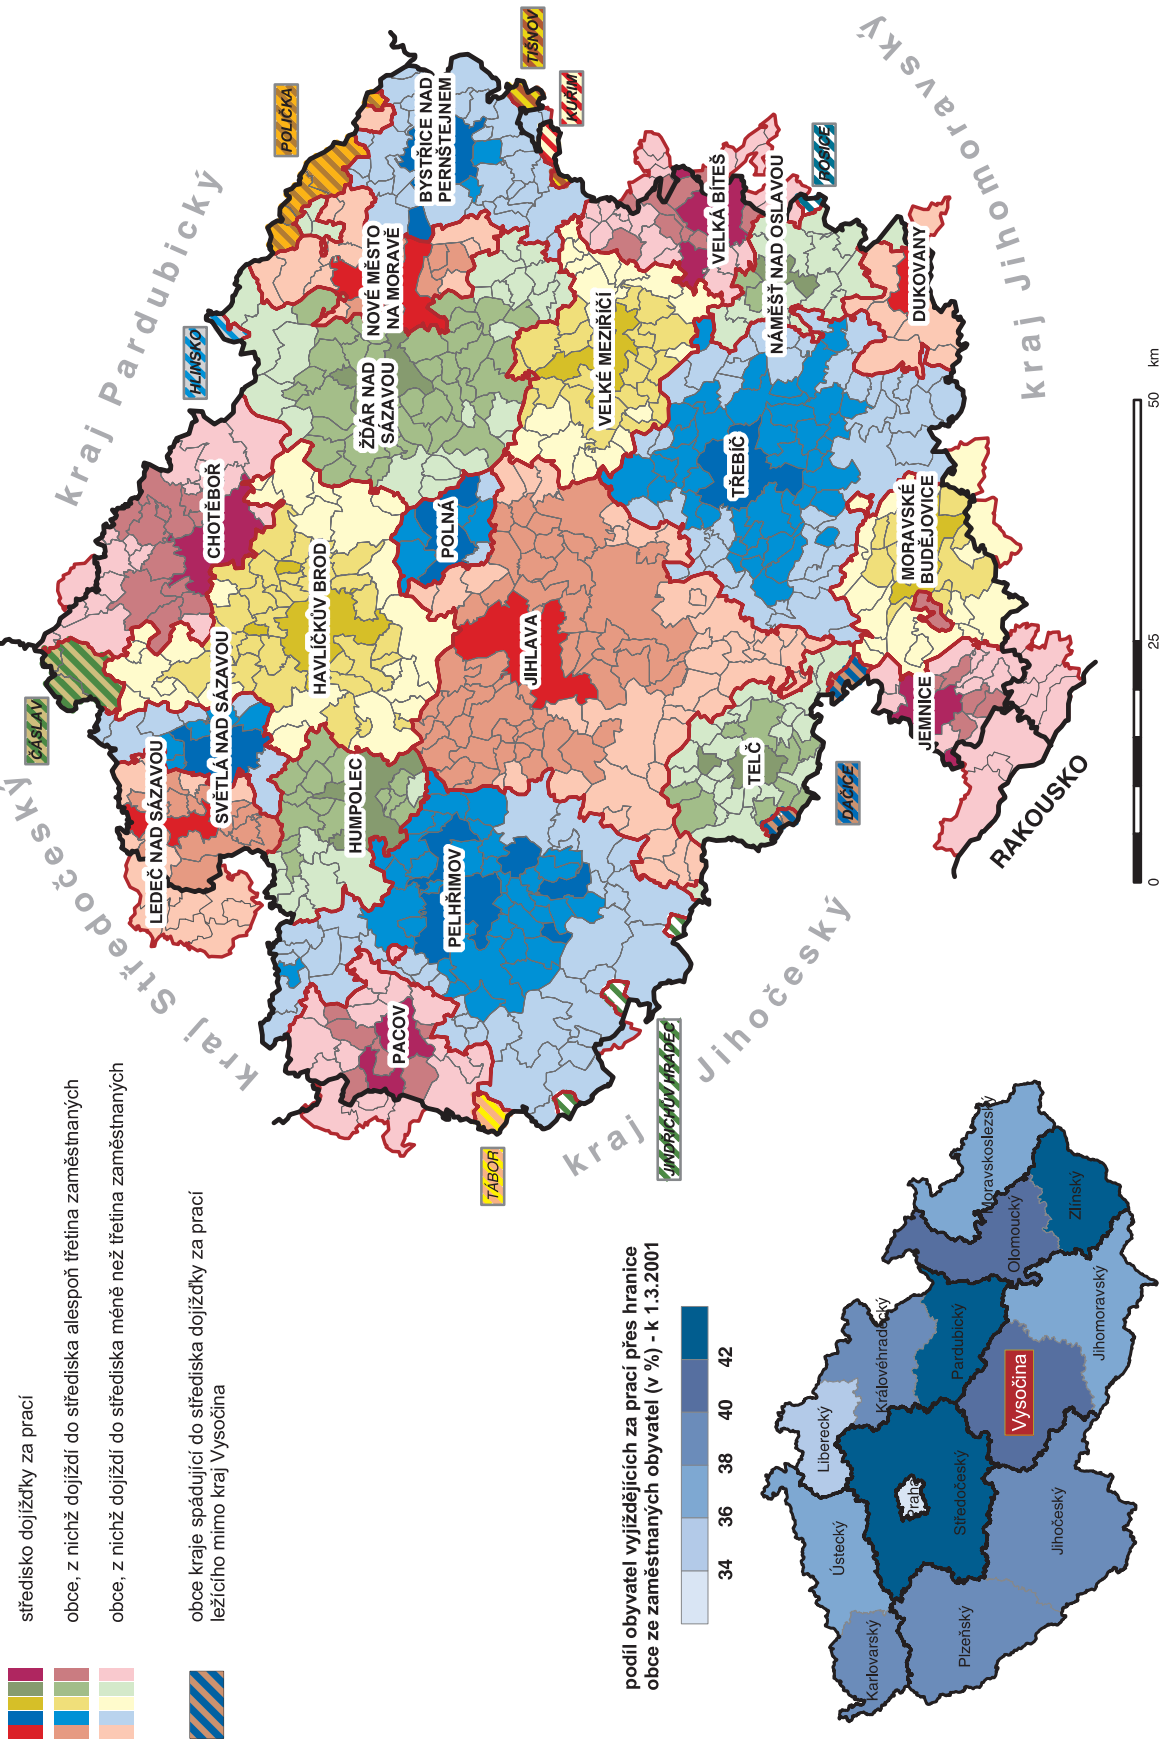 kraj Pardubický
kraj Středočeský
kraj Jihočeský
kraj Jihomoravský
RAKOUSKO
POLIČKA
TIŠNOV
KUŘIM
ROSICE
HLINSKO
ČÁSLAV
DAČICE
TÁBOR
JINDŘICHŮV HRADEC
BYSTŘICE NAD
PERNŠTEJNEM
NOVÉ MĚSTO
NA MORAVĚ
ŽĎÁR NAD
SÁZAVOU
VELKÁ BÍTEŠ
NÁMĚŠŤ NAD OSLAVOU
DUKOVANY
VELKÉ MEZIŘÍČÍ
TŘEBÍČ
CHOTĚBOŘ
POLNÁ
HAVLÍČKŮV BROD
SVĚTLÁ NAD SÁZAVOU
LEDEČ NAD SÁZAVOU
HUMPOLEC
JIHLAVA
MORAVSKÉ
BUDĚJOVICE
JEMNICE
TELČ
PELHŘIMOV
PACOV
0
25
50
km
středisko dojížďky za prací
obce, z nichž dojíždí do střediska alespoň třetina zaměstnaných
obce, z nichž dojíždí do střediska méně než třetina zaměstnaných
obce kraje spádující do střediska dojížďky za prací
ležícího mimo kraj Vysočina
podíl obyvatel vyjíždějících za prací přes hranice
obce ze zaměstnaných obyvatel (v %) - k 1.3.2001
34
36
38
40
42
Karlovarský
Ústecký
Liberecký
Královéhradecký
Pardubický
Praha
Středočeský
Plzeňský
Jihočeský
Vysočina
Jihomoravský
Olomoucký
Moravskoslezský
Zlínský